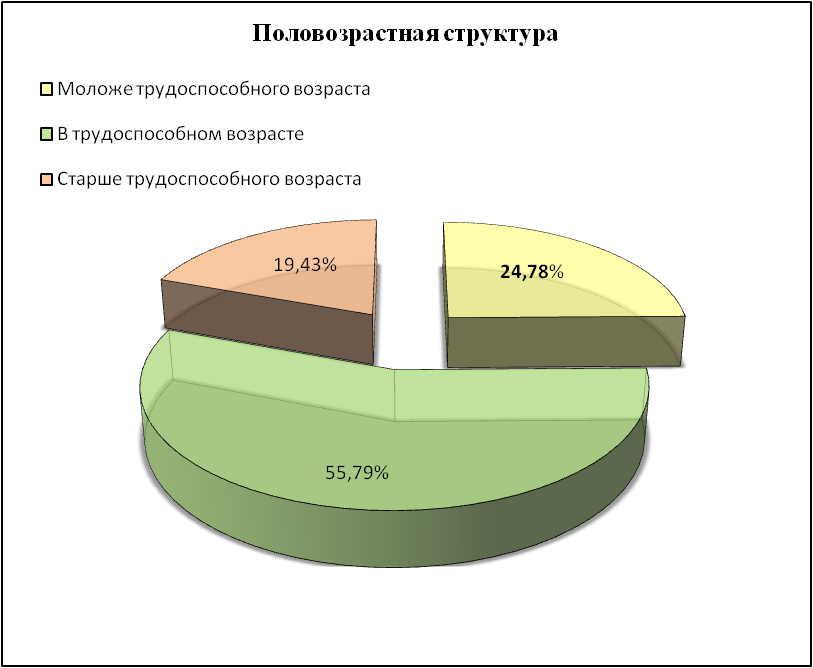 Половозрастная структура
Моложе трудоспособного возраста
В трудоспособном возрасте
Старше трудоспособного возраста
19,43%
24,78%
55,79%